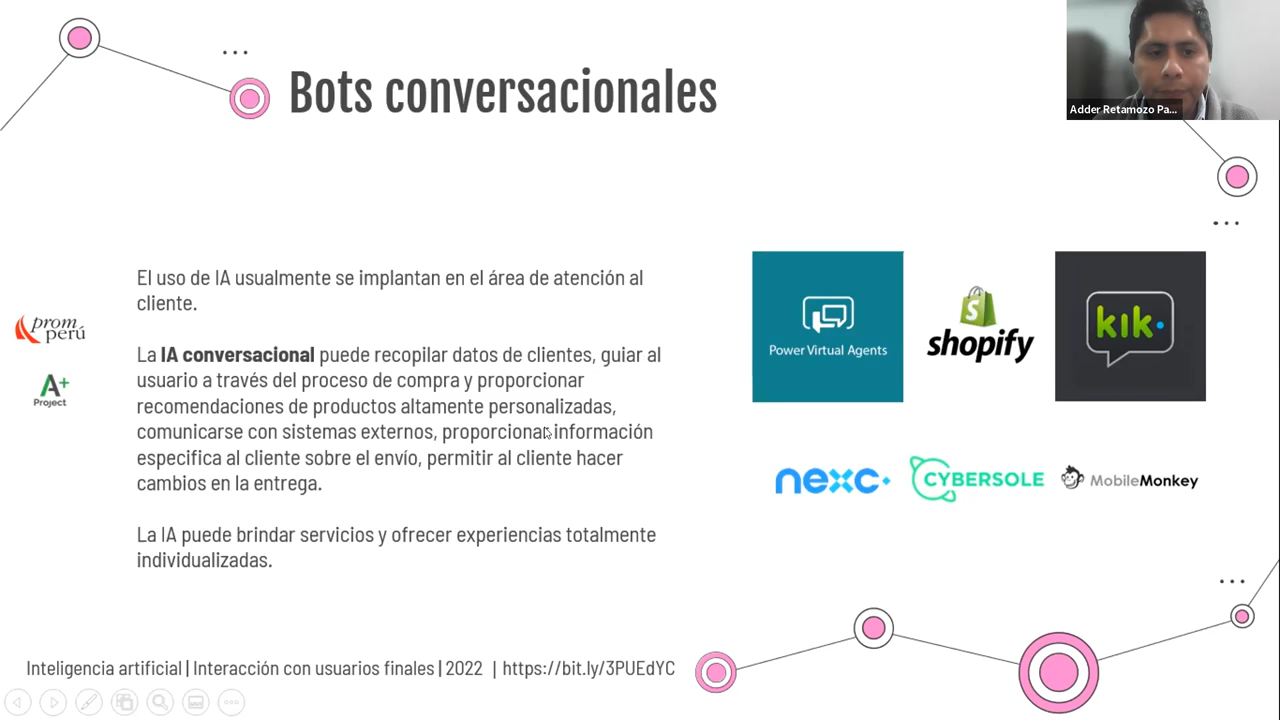 Bots conversacionales
Adder Retamozo Pa...
El uso de IA usualmente se implantan en el área de atención al
cliente.
La IA conversacional puede recopilar datos de clientes, guiar al
usuario a través del proceso de compra y proporcionar
recomendaciones de productos altamente personalizadas,
comunicarse con sistemas externos, proporcionar información
especifica al cliente sobre el envío, permitir al cliente hacer
cambios en la entrega.
La IA puede brindar servicios y ofrecer experiencias totalmente
individualizadas.
prom
perú
A+
Project
Power Virtual Agents
shopify
kik
nexc
CYBERSOLE
MobileMonkey
Inteligencia artificial | Interacción con usuarios finales | 2022 | https://bit.ly/3PUEdYC